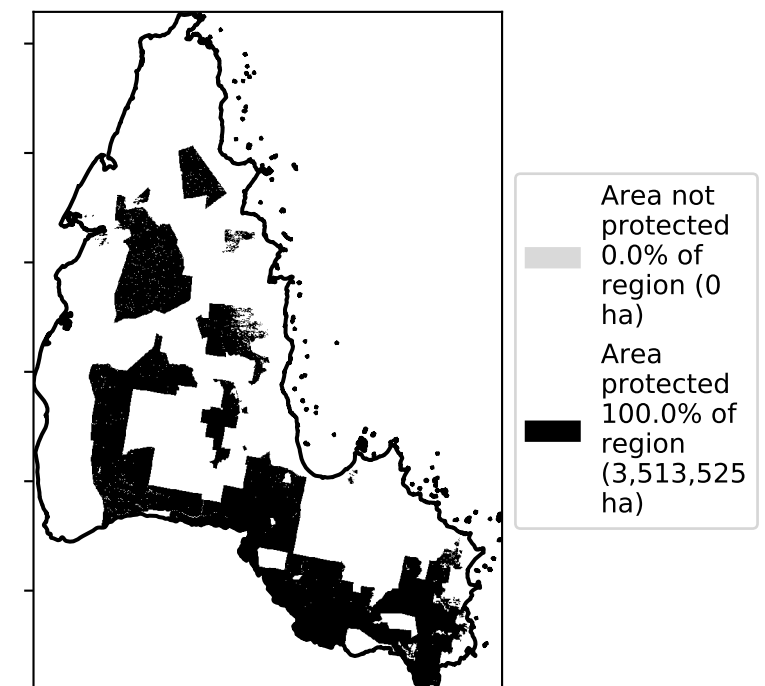 Area not
protected
0.0% of
region (0
ha)
Area
protected
100.0% of
region
(3,513,525
ha)